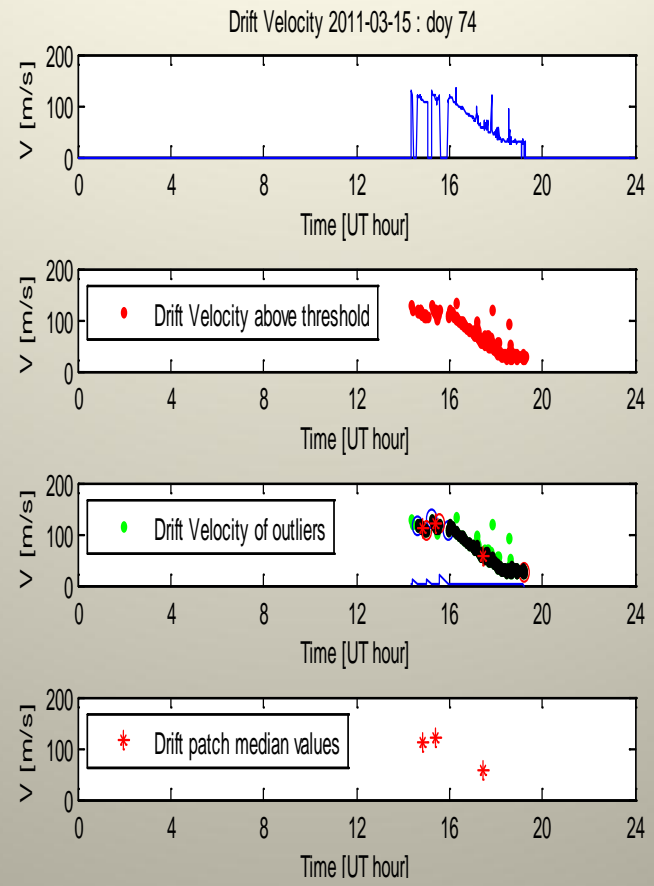 Drift Velocity 2011-03-15 : doy 74
200
100
0
V [m/s]
0 4 8 12 16 20 24
Time [UT hour]
200
100
0
V [m/s]
Drift Velocity above threshold
0 4 8 12 16 20 24
Time [UT hour]
200
100
0
V [m/s]
Drift Velocity of outliers
0 4 8 12 16 20 24
Time [UT hour]
200
100
0
V [m/s]
Drift patch median values
0 4 8 12 16 20 24
Time [UT hour]